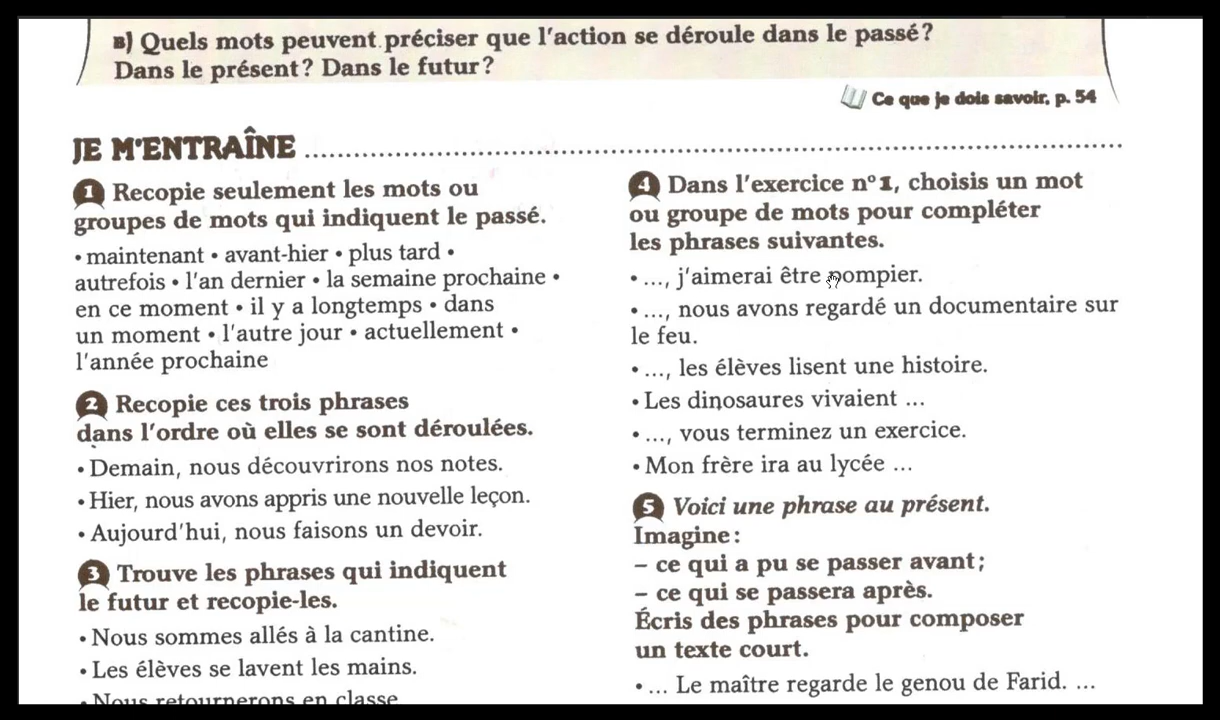 B) Quels mots peuvent préciser que l'action se déroule dans le passé?
Dans le présent? Dans le futur?
Ce que je dois savoir, p. 54
JE M'ENTRAÎNE
1 Recopie seulement les mots ou
groupes de mots qui indiquent le passé.
• maintenant • avant-hier • plus tard •
autrefois • l'an dernier • la semaine prochaine •
en ce moment • il y a longtemps • dans
un moment • l'autre jour • actuellement •
l'année prochaine
2 Recopie ces trois phrases
dans l'ordre où elles se sont déroulées.
• Demain, nous découvrirons nos notes.
• Hier, nous avons appris une nouvelle leçon.
• Aujourd'hui, nous faisons un devoir.
3 Trouve les phrases qui indiquent
le futur et recopie-les.
• Nous sommes allés à la cantine.
• Les élèves se lavent les mains.
• Nous retournerons en classe
4 Dans l'exercice n° 1, choisis un mot
ou groupe de mots pour compléter
les phrases suivantes.
• ..., j'aimerai être pompier.
• ..., nous avons regardé un documentaire sur
le feu.
• ..., les élèves lisent une histoire.
• Les dinosaures vivaient ...
• ..., vous terminez un exercice.
• Mon frère ira au lycée ...
5 Voici une phrase au présent.
Imagine:
– ce qui a pu se passer avant;
– ce qui se passera après.
Écris des phrases pour composer
un texte court.
• ... Le maître regarde le genou de Farid. ...